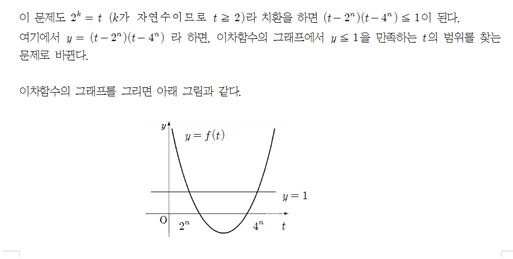 이 문제도 2^k = t (k가 자연수이므로 t ≥ 2)라 치환을 하면 (t−2^n)(t−4^n) ≦ 1이 된다.
여기에서 y = (t−2^n)(t−4^n) 라 하면, 이차함수의 그래프에서 y ≦ 1을 만족하는 t의 범위를 찾는
문제로 바뀐다.
이차함수의 그래프를 그리면 아래 그림과 같다.
y
y = f(t)
y = 1
O
2^n
4^n
t